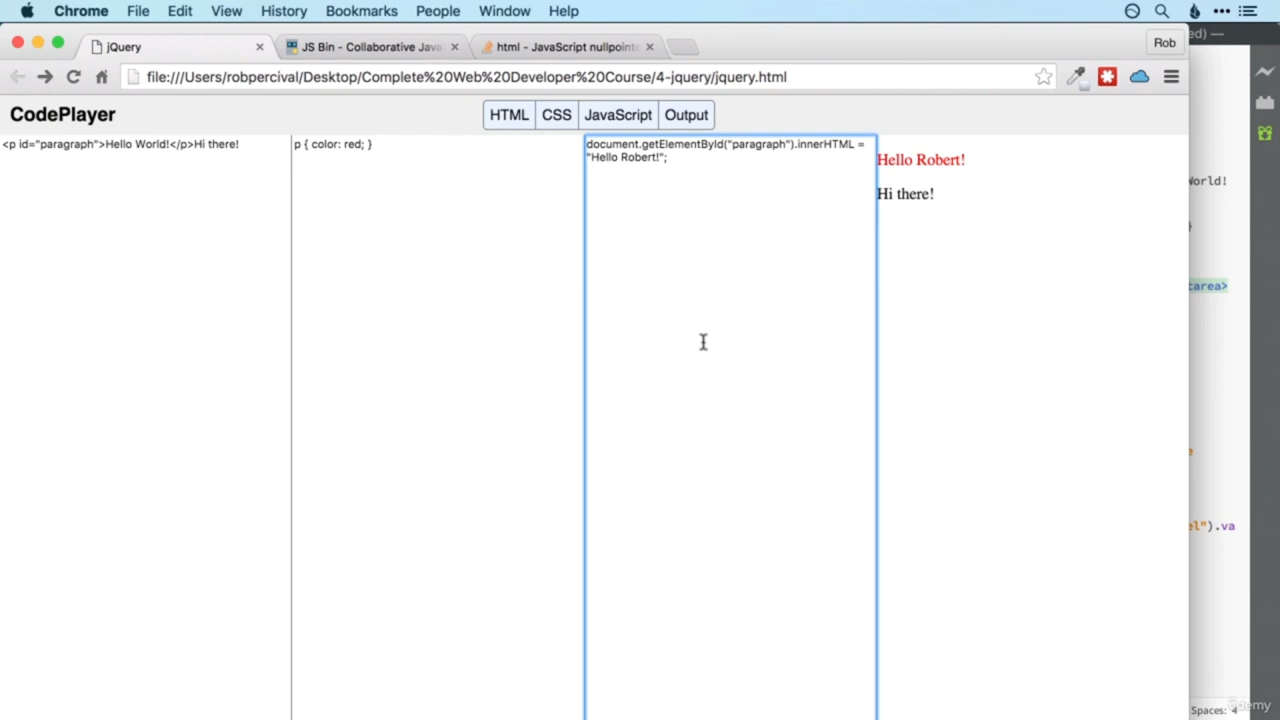 Chrome File Edit View History Bookmarks People Window Help
jQuery
JS Bin - Collaborative Java
html - JavaScript nullpointe
Rob
ed) —
file:///Users/robpercival/Desktop/Complete%20Web%20Developer%20Course/4-jquery/jquery.html
CodePlayer
HTML CSS JavaScript Output
<p id="paragraph">Hello World!</p>Hi there!
p { color: red; }
document.getElementById("paragraph").innerHTML =
"Hello Robert!";
Hello Robert!
Hi there!
World!
}
tarea>
e
el").va
Spaces: 4
ûdemy